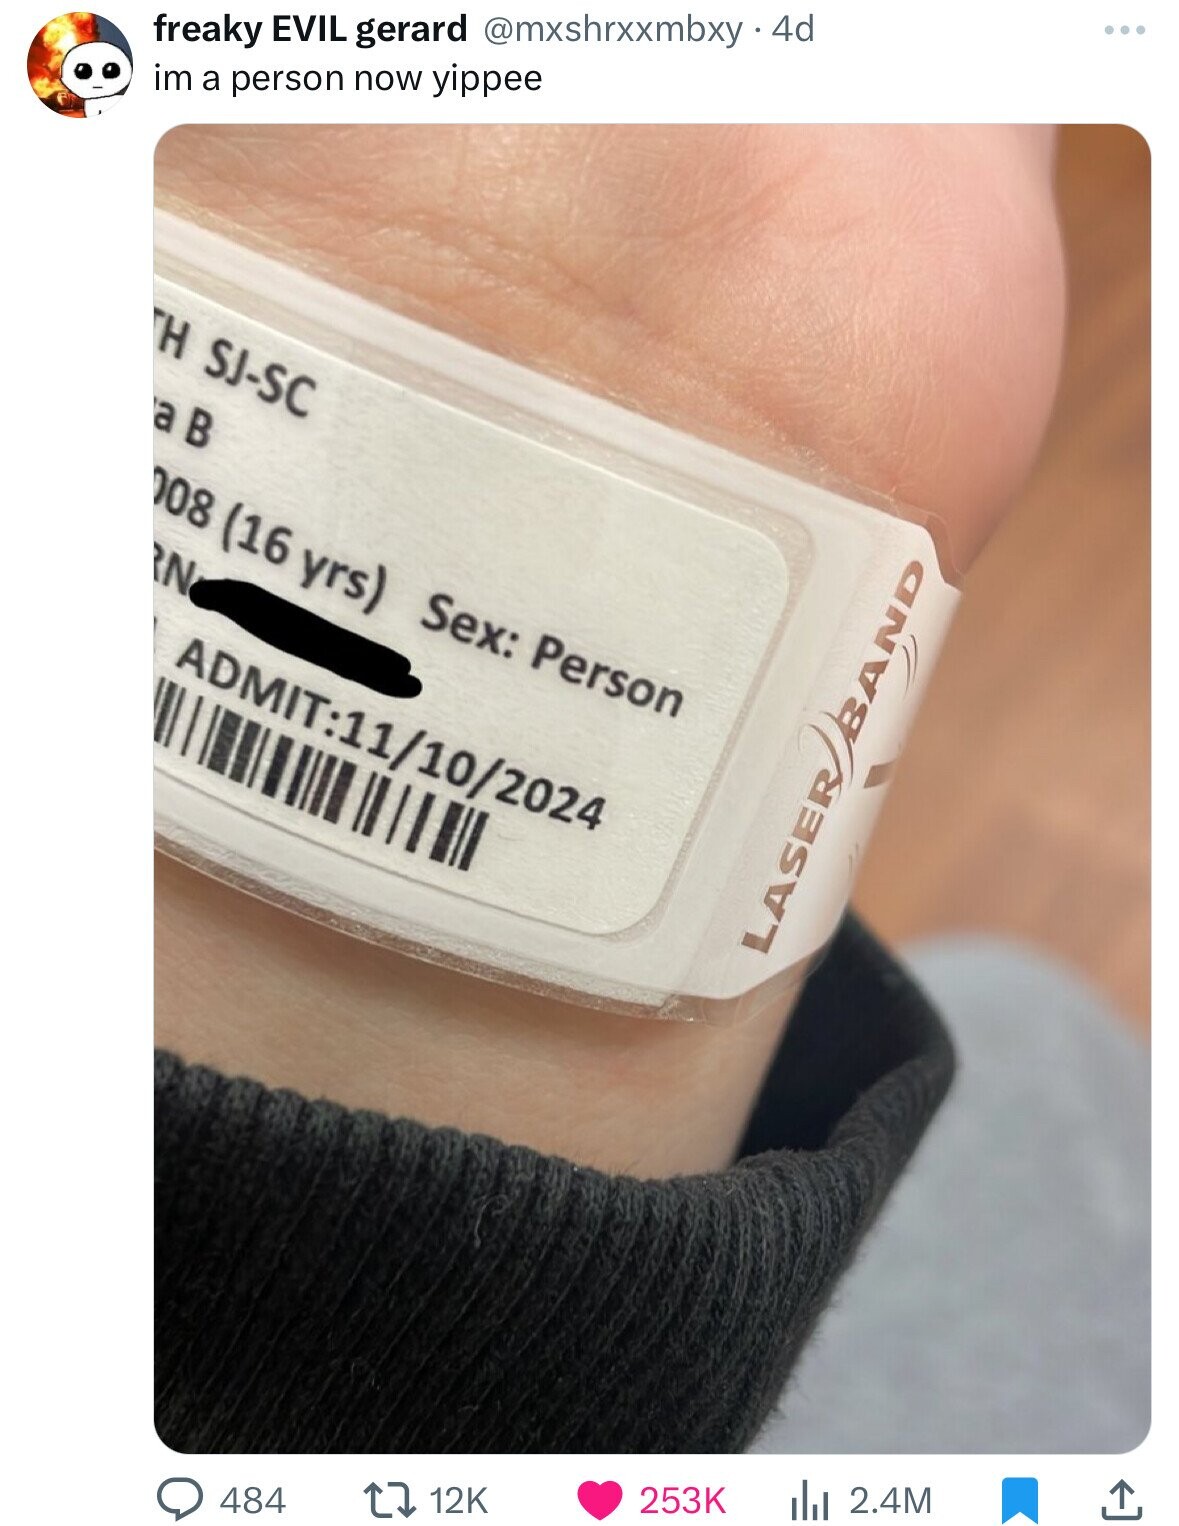 freaky EVIL gerard @mxshrxxmbxy · 4d
im a person now yippee
TH SJ-SC
a B
008 (16 yrs) Sex: Person
RN
ADMIT:11/10/2024
LASER BAND
484 12K 253K 2.4M